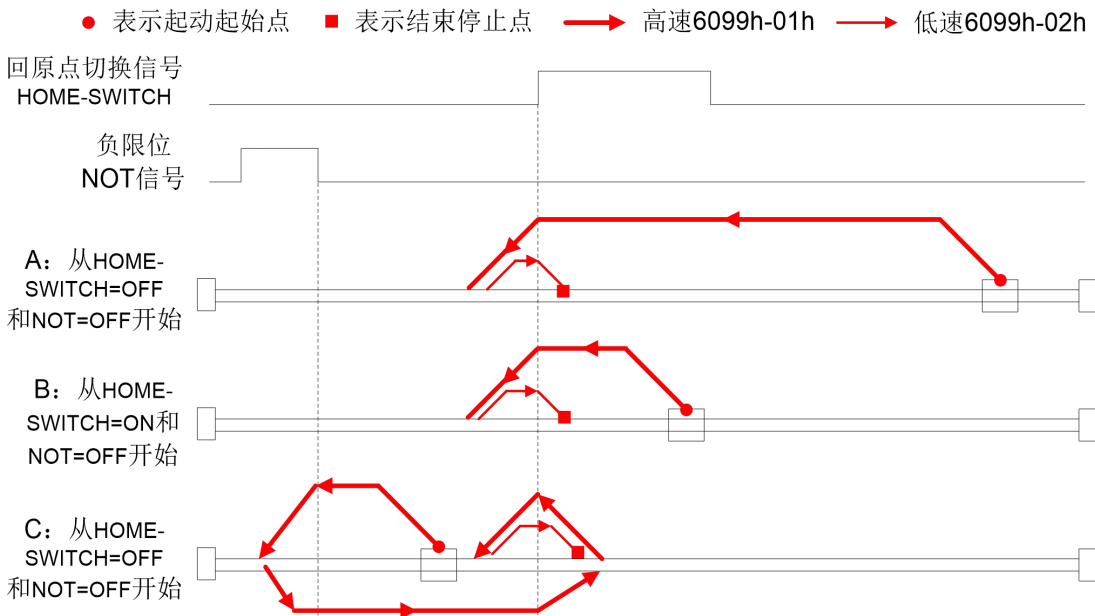 表示起动起始点 表示结束停止点 高速6099h-01h 低速6099h-02h
回原点切换信号
HOME-SWITCH
负限位
NOT信号
A：从HOME-
SWITCH=OFF
和NOT=OFF开始
B：从HOME-
SWITCH=ON和
NOT=OFF开始
C：从HOME-
SWITCH=OFF
和NOT=OFF开始